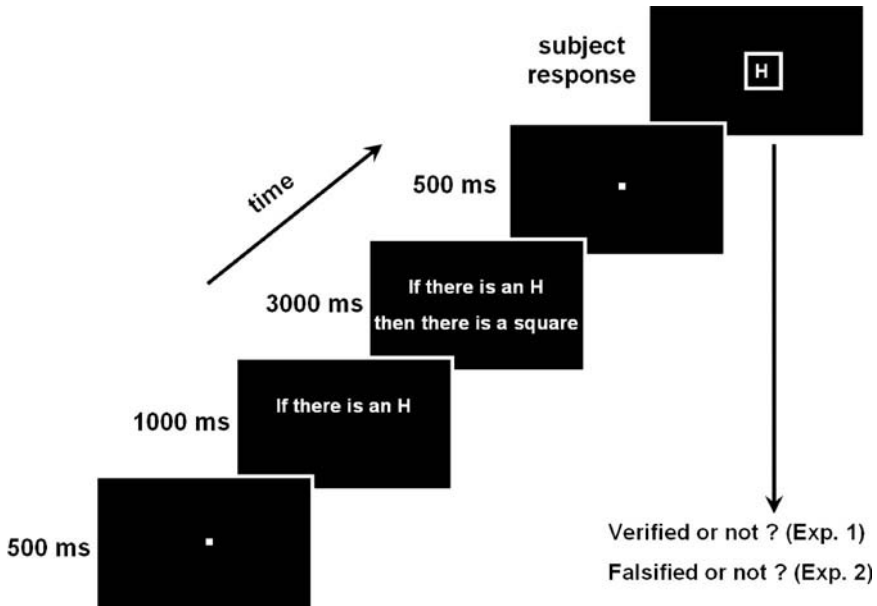 subject
response
H
500 ms
time
3000 ms
If there is an H
then there is a square
1000 ms
If there is an H
500 ms
Verified or not ? (Exp. 1)
Falsified or not ? (Exp. 2)